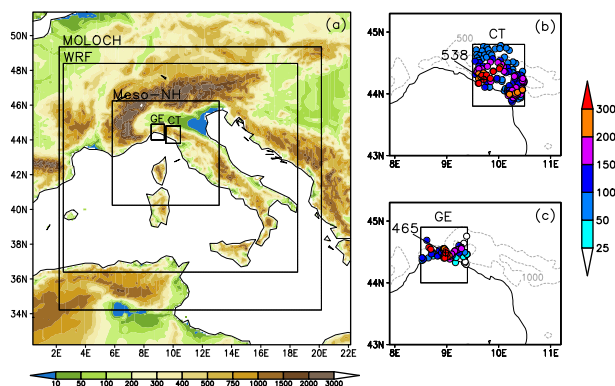 (a)
MOLOCH
WRF
Meso-NH
GE CT
50N
48N
46N
44N
42N
40N
38N
36N
34N
2E 4E 6E 8E 10E 12E 14E 16E 18E 20E 22E
10 50 100 200 300 400 500 750 1000 1500 2000 3000
(b)
CT
538
500
45N
44N
43N
8E 9E 10E 11E
(c)
GE
465
1000
45N
44N
43N
8E 9E 10E 11E
300
200
150
100
50
25